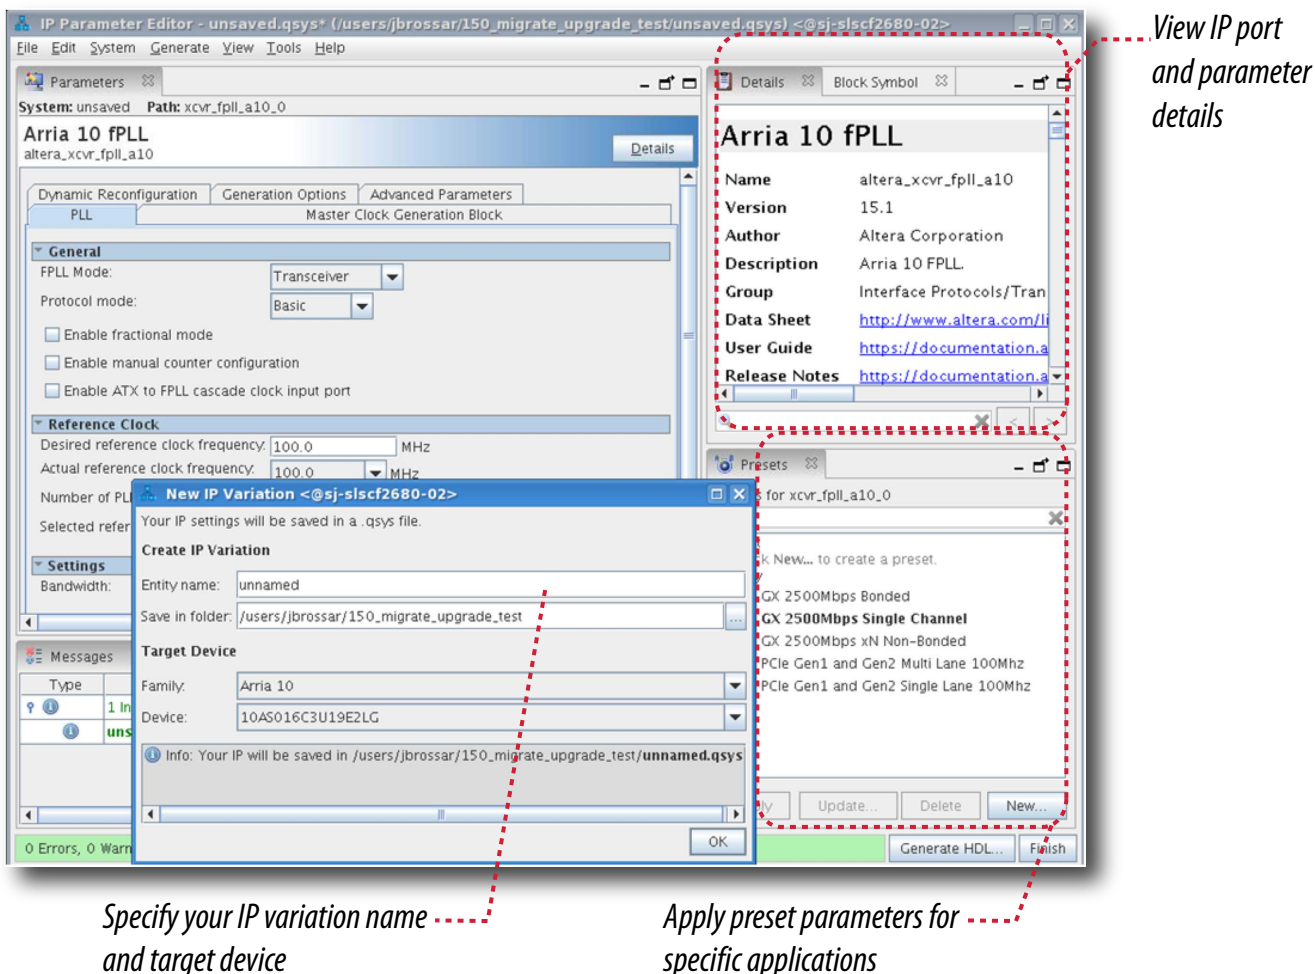 IP Parameter Editor - unsaved.qsys* (/users/jbrossar/150_migrate_upgrade_test/unsaved.qsys) <@sj-slscf2680-02>
File Edit System Generate View Tools Help
View IP port
and parameter
details
Parameters
System: unsaved Path: xcvr_fpll_a10_0
Arria 10 fPLL
altera_xcvr_fpll_a10
Details
Dynamic Reconfiguration Generation Options Advanced Parameters
PLL Master Clock Generation Block
General
FPLL Mode: Transceiver
Protocol mode: Basic
Enable fractional mode
Enable manual counter configuration
Enable ATX to FPLL cascade clock input port
Reference Clock
Desired reference clock frequency: 100.0 MHz
Actual reference clock frequency: 100.0 MHz
Number of PL
Selected refer
Settings
Bandwidth:
Details Block Symbol
Arria 10 fPLL
Name altera_xcvr_fpll_a10
Version 15.1
Author Altera Corporation
Description Arria 10 FPLL.
Group Interface Protocols/Tran
Data Sheet http://www.altera.com/li
User Guide https://documentation.a
Release Notes https://documentation.a
< >
Presets
for xcvr_fpll_a10_0
k New... to create a preset.
GX 2500Mbps Bonded
GX 2500Mbps Single Channel
GX 2500Mbps xN Non-Bonded
PCIe Gen1 and Gen2 Multi Lane 100Mhz
PCIe Gen1 and Gen2 Single Lane 100Mhz
Update... Delete New...
New IP Variation <@sj-slscf2680-02>
Your IP settings will be saved in a .qsys file.
Create IP Variation
Entity name: unnamed
Save in folder: /users/jbrossar/150_migrate_upgrade_test ...
Target Device
Family: Arria 10
Device: 10AS016C3U19E2LG
Info: Your IP will be saved in /users/jbrossar/150_migrate_upgrade_test/unnamed.qsys
OK
Messages
Type
1 In
uns
0 Errors, 0 Warn
Generate HDL... Finish
Specify your IP variation name
and target device
Apply preset parameters for
specific applications